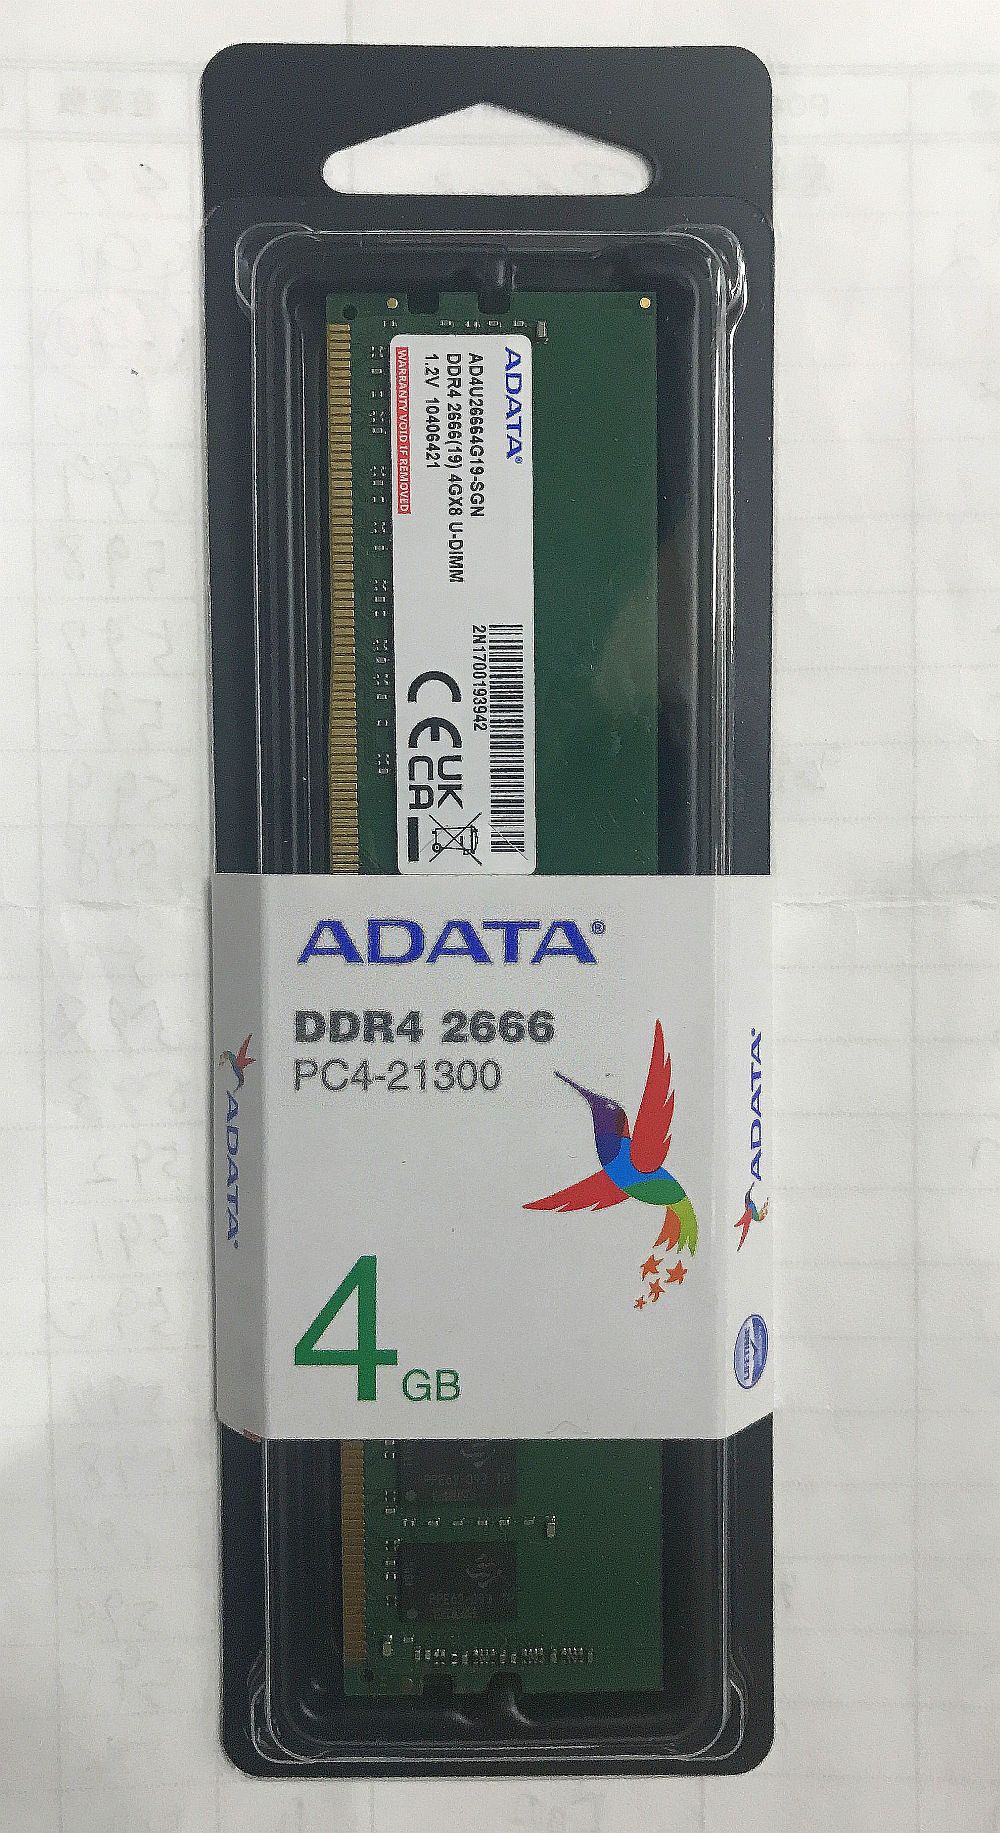 ADATA®
AD4U26664G19-SGN
DDR4 2666(19) 4GX8 U-DIMM
1.2V 10406421
WARRANTY VOID IF REMOVED
2N1700193942
CE UK
CA
ADATA®
DDR4 2666
PC4-21300
4GB
ADATA®
ADATA®